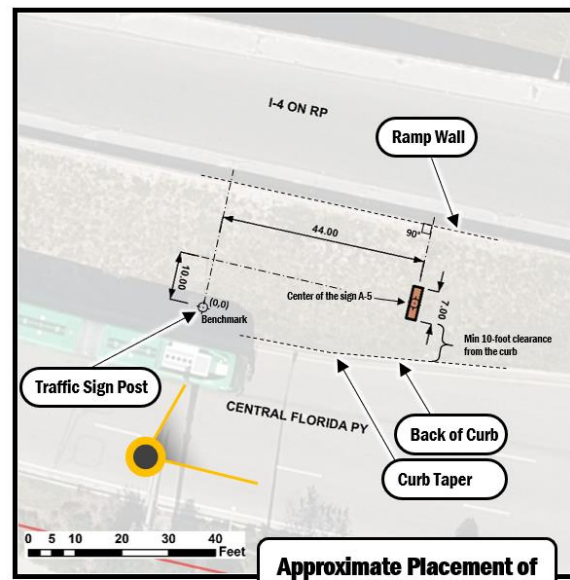 I-4 ON RP
Ramp Wall
44.00
90°
10.00
Center of the sign A-5
7.00
(0,0)
Benchmark
Min 10-foot clearance
from the curb
Traffic Sign Post
CENTRAL FLORIDA PY
Back of Curb
Curb Taper
0 5 10 20 30 40
Feet
Approximate Placement of